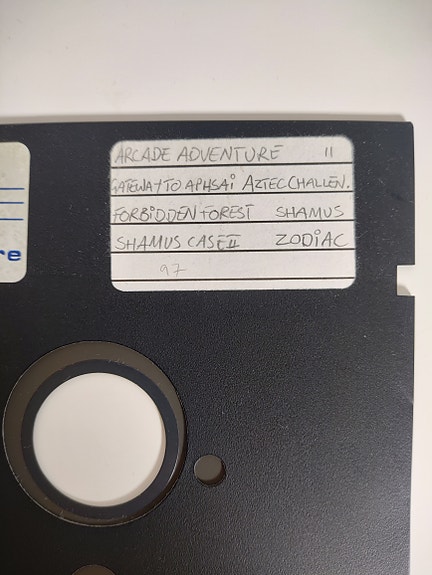 ARCADE ADVENTURE 11
GATEWAY TO APHSAI AZTEC CHALLEN.
FORBIDDEN FOREST SHAMUS
SHAMUS CASE II ZODIAC
97
re